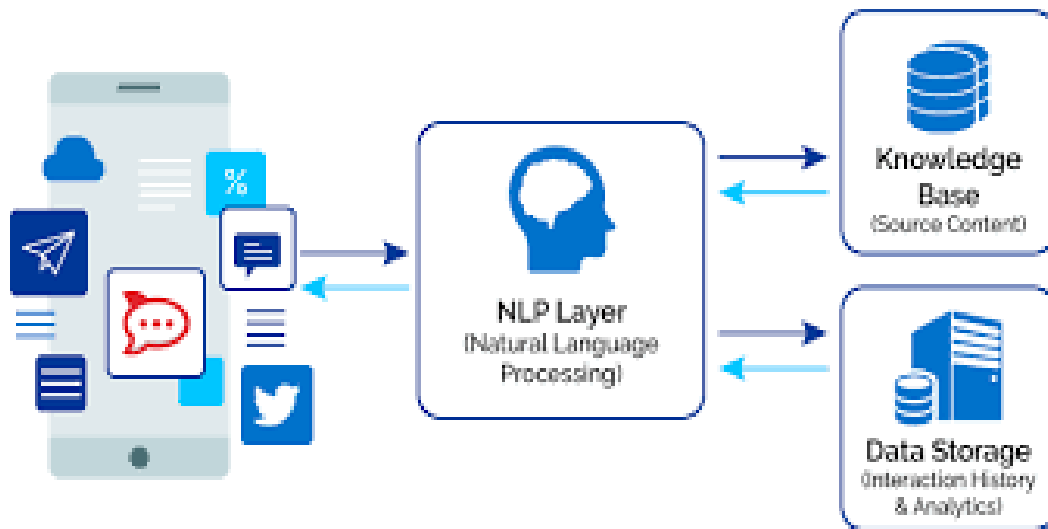 %
NLP Layer
(Natural Language
Processing)
Knowledge
Base
(Source Content)
Data Storage
(Interaction History
& Analytics)